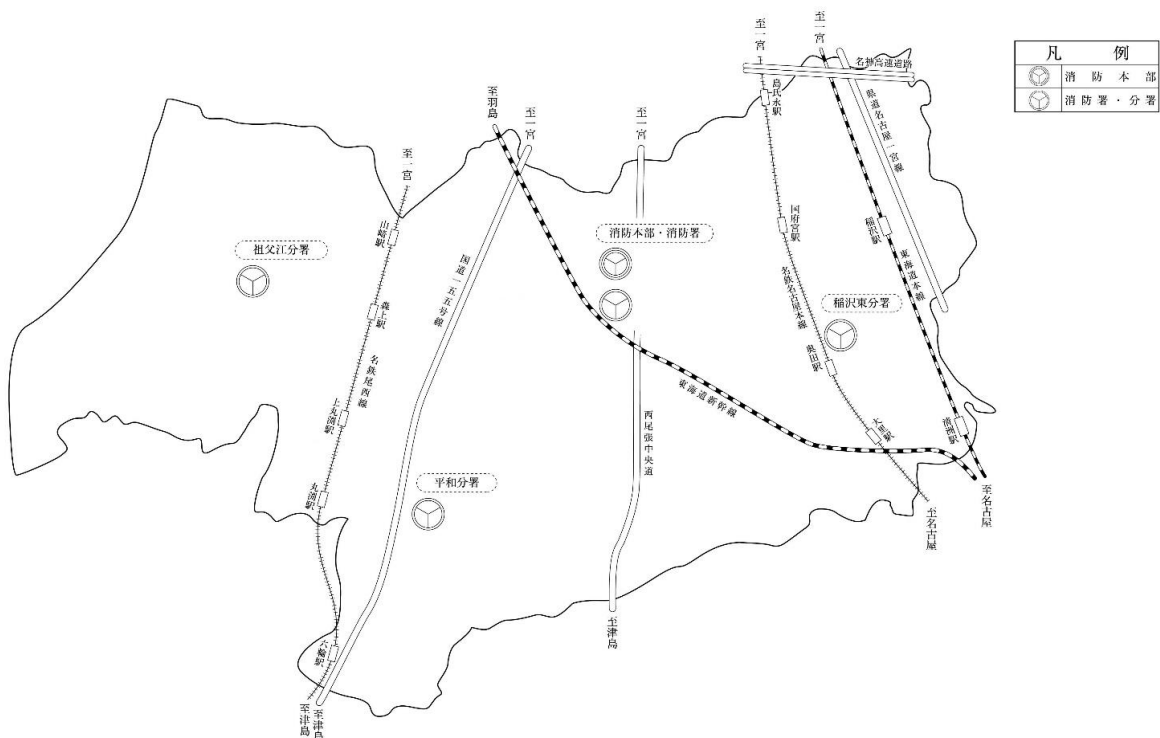 凡 例
消防本部
消防署・分署
至一宮
至一宮
名神高速道路
島氏永駅
県道名古屋一宮線
至羽島
至一宮
至一宮
至一宮
山崎駅
祖父江分署
消防本部・消防署
国府宮駅
稲沢駅
東海道本線
国道一五五号線
名鉄名古屋本線
稲沢東分署
森上駅
名鉄尾西線
奥田駅
東海道新幹線
上丸渕駅
西尾張中央道
大里駅
清洲駅
丸渕駅
平和分署
至名古屋
至名古屋
六輪駅
至津島
至津島
至津島